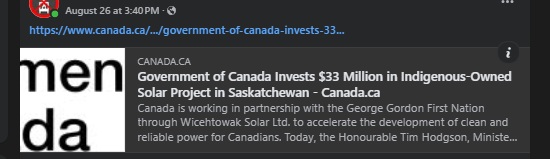 August 26 at 3:40 PM ·
https://www.canada.ca/.../government-of-canada-invests-33...
men
da
CANADA.CA
Government of Canada Invests $33 Million in Indigenous-Owned
Solar Project in Saskatchewan - Canada.ca
Canada is working in partnership with the George Gordon First Nation
through Wicehtowak Solar Ltd. to accelerate the development of clean and
reliable power for Canadians. Today, the Honourable Tim Hodgson, Ministe...